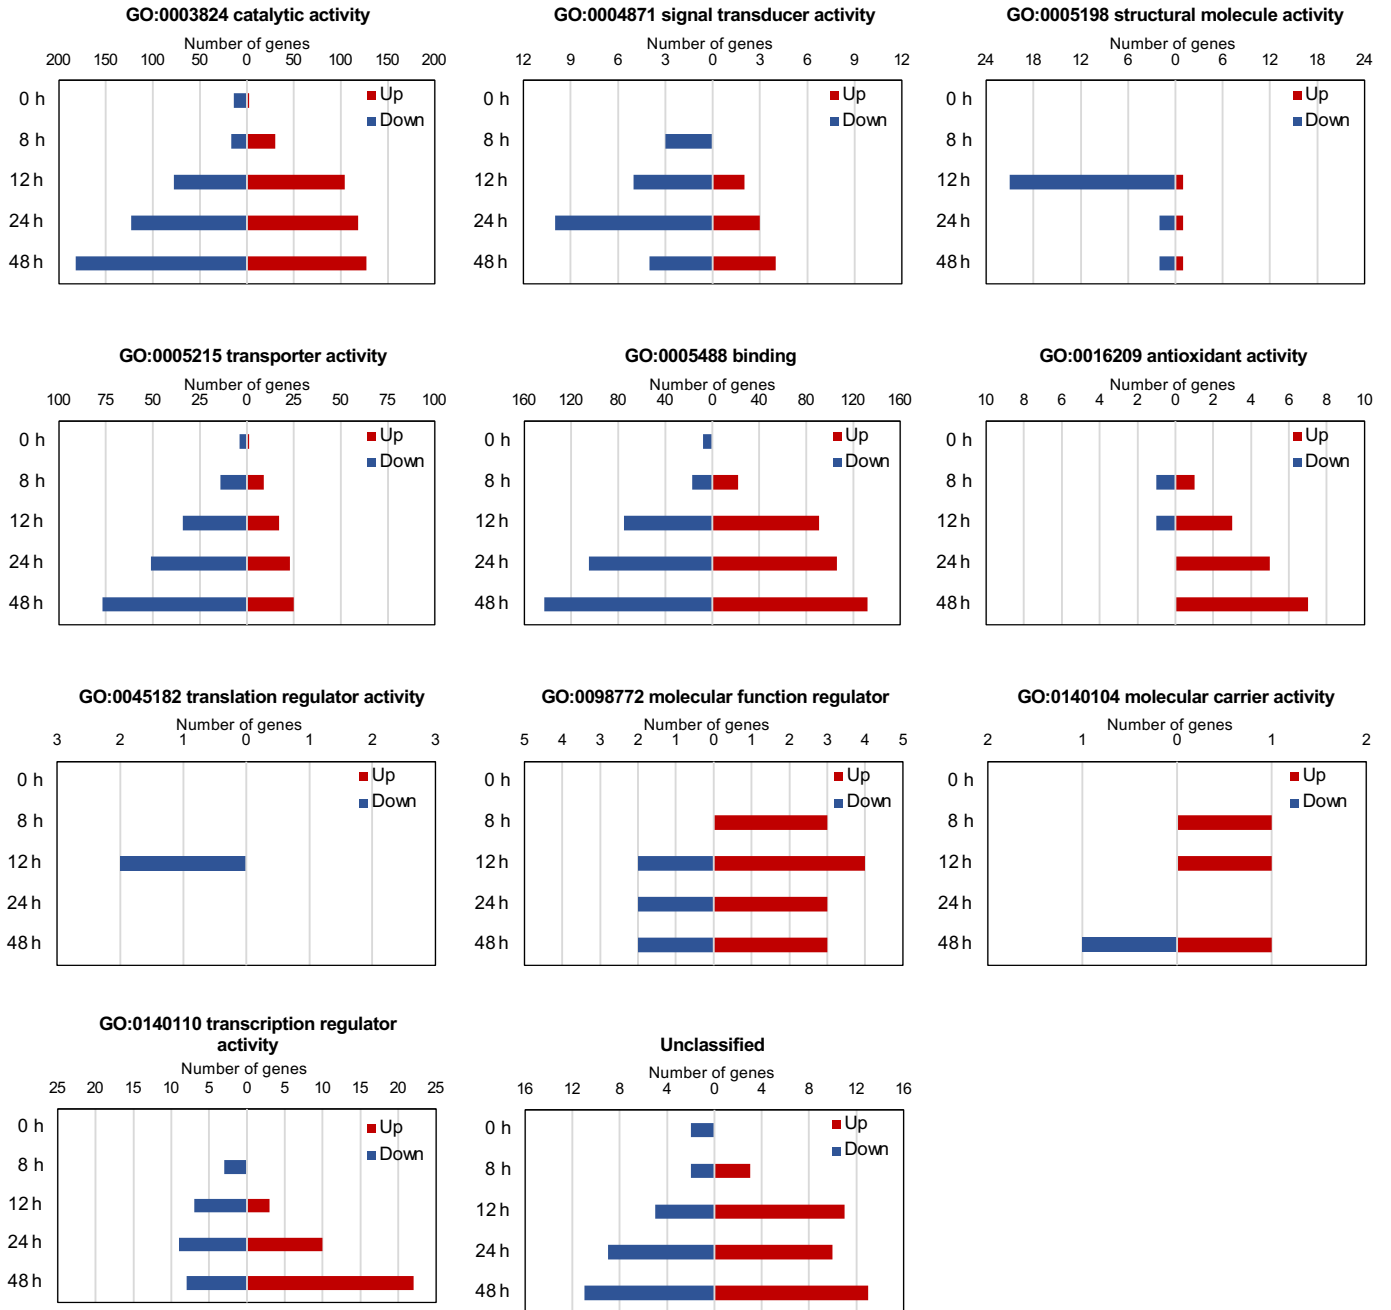 GO:0003824 catalytic activity
Number of genes
200 150 100 50 0 50 100 150 200
0 h
8 h
12 h
24 h
48 h
Up
Down
GO:0004871 signal transducer activity
Number of genes
12 9 6 3 0 3 6 9 12
0 h
8 h
12 h
24 h
48 h
Up
Down
GO:0005198 structural molecule activity
Number of genes
24 18 12 6 0 6 12 18 24
0 h
8 h
12 h
24 h
48 h
Up
Down
GO:0005215 transporter activity
Number of genes
100 75 50 25 0 25 50 75 100
0 h
8 h
12 h
24 h
48 h
Up
Down
GO:0005488 binding
Number of genes
160 120 80 40 0 40 80 120 160
0 h
8 h
12 h
24 h
48 h
Up
Down
GO:0016209 antioxidant activity
Number of genes
10 8 6 4 2 0 2 4 6 8 10
0 h
8 h
12 h
24 h
48 h
Up
Down
GO:0045182 translation regulator activity
Number of genes
3 2 1 0 1 2 3
0 h
8 h
12 h
24 h
48 h
Up
Down
GO:0098772 molecular function regulator
Number of genes
5 4 3 2 1 0 1 2 3 4 5
0 h
8 h
12 h
24 h
48 h
Up
Down
GO:0140104 molecular carrier activity
Number of genes
2 1 0 1 2
0 h
8 h
12 h
24 h
48 h
Up
Down
GO:0140110 transcription regulator
activity
Number of genes
25 20 15 10 5 0 5 10 15 20 25
0 h
8 h
12 h
24 h
48 h
Up
Down
Unclassified
Number of genes
16 12 8 4 0 4 8 12 16
0 h
8 h
12 h
24 h
48 h
Up
Down